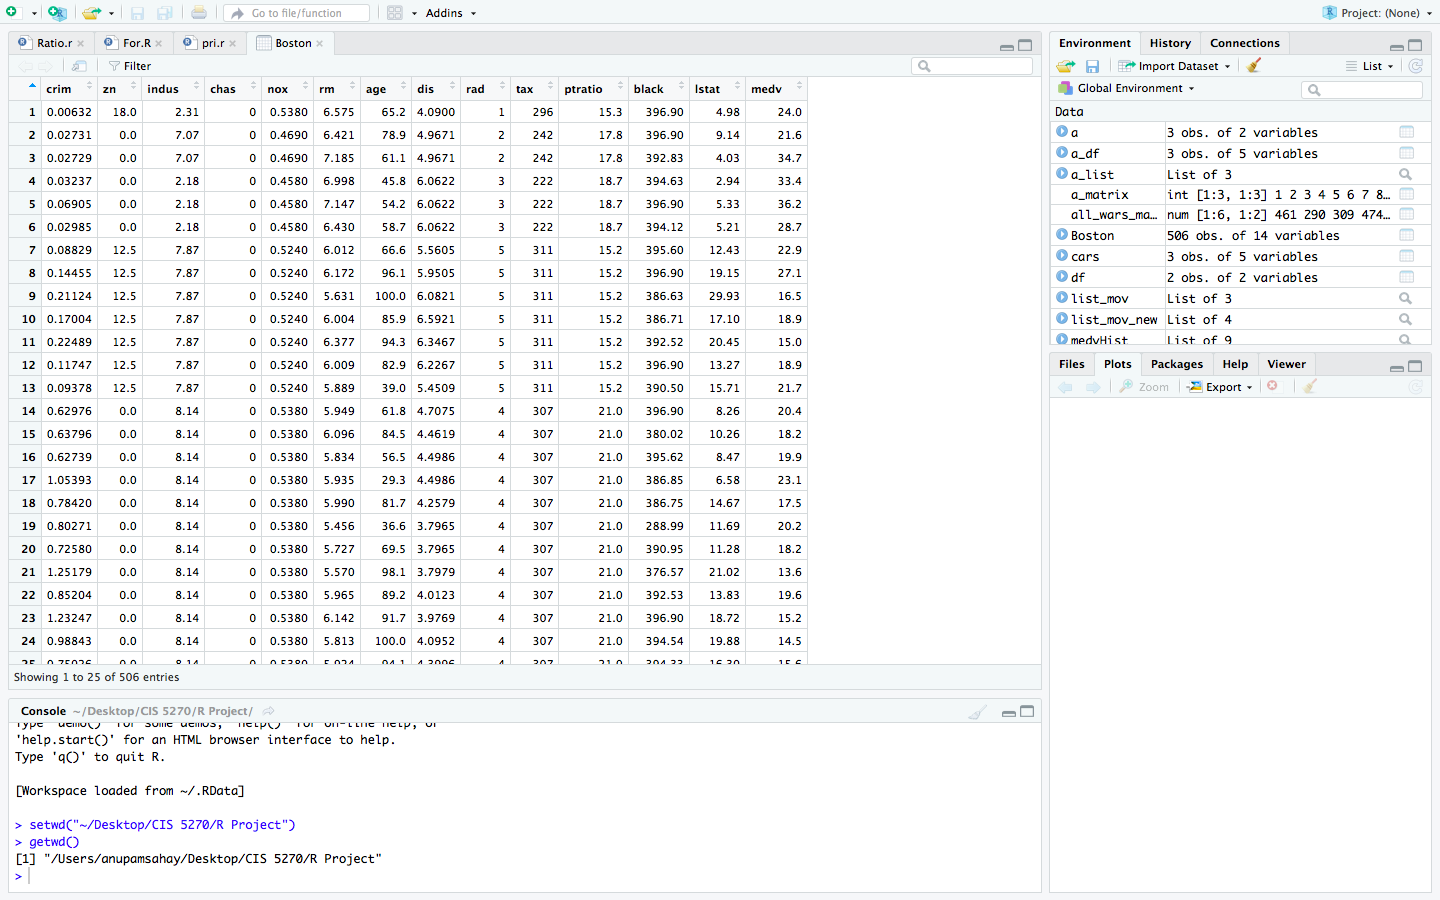 Go to file/function
Addins
Project: (None)
Ratio.r
For.R
pri.r
Boston
Filter
crim zn indus chas nox rm age dis rad tax ptratio black lstat medv
1 0.00632 18.0 2.31 0 0.5380 6.575 65.2 4.0900 1 296 15.3 396.90 4.98 24.0
2 0.02731 0.0 7.07 0 0.4690 6.421 78.9 4.9671 2 242 17.8 396.90 9.14 21.6
3 0.02729 0.0 7.07 0 0.4690 7.185 61.1 4.9671 2 242 17.8 392.83 4.03 34.7
4 0.03237 0.0 2.18 0 0.4580 6.998 45.8 6.0622 3 222 18.7 394.63 2.94 33.4
5 0.06905 0.0 2.18 0 0.4580 7.147 54.2 6.0622 3 222 18.7 396.90 5.33 36.2
6 0.02985 0.0 2.18 0 0.4580 6.430 58.7 6.0622 3 222 18.7 394.12 5.21 28.7
7 0.08829 12.5 7.87 0 0.5240 6.012 66.6 5.5605 5 311 15.2 395.60 12.43 22.9
8 0.14455 12.5 7.87 0 0.5240 6.172 96.1 5.9505 5 311 15.2 396.90 19.15 27.1
9 0.21124 12.5 7.87 0 0.5240 5.631 100.0 6.0821 5 311 15.2 386.63 29.93 16.5
10 0.17004 12.5 7.87 0 0.5240 6.004 85.9 6.5921 5 311 15.2 386.71 17.10 18.9
11 0.22489 12.5 7.87 0 0.5240 6.377 94.3 6.3467 5 311 15.2 392.52 20.45 15.0
12 0.11747 12.5 7.87 0 0.5240 6.009 82.9 6.2267 5 311 15.2 396.90 13.27 18.9
13 0.09378 12.5 7.87 0 0.5240 5.889 39.0 5.4509 5 311 15.2 390.50 15.71 21.7
14 0.62976 0.0 8.14 0 0.5380 5.949 61.8 4.7075 4 307 21.0 396.90 8.26 20.4
15 0.63796 0.0 8.14 0 0.5380 6.096 84.5 4.4619 4 307 21.0 380.02 10.26 18.2
16 0.62739 0.0 8.14 0 0.5380 5.834 56.5 4.4986 4 307 21.0 395.62 8.47 19.9
17 1.05393 0.0 8.14 0 0.5380 5.935 29.3 4.4986 4 307 21.0 386.85 6.58 23.1
18 0.78420 0.0 8.14 0 0.5380 5.990 81.7 4.2579 4 307 21.0 386.75 14.67 17.5
19 0.80271 0.0 8.14 0 0.5380 5.456 36.6 3.7965 4 307 21.0 288.99 11.69 20.2
20 0.72580 0.0 8.14 0 0.5380 5.727 69.5 3.7965 4 307 21.0 390.95 11.28 18.2
21 1.25179 0.0 8.14 0 0.5380 5.570 98.1 3.7979 4 307 21.0 376.57 21.02 13.6
22 0.85204 0.0 8.14 0 0.5380 5.965 89.2 4.0123 4 307 21.0 392.53 13.83 19.6
23 1.23247 0.0 8.14 0 0.5380 6.142 91.7 3.9769 4 307 21.0 396.90 18.72 15.2
24 0.98843 0.0 8.14 0 0.5380 5.813 100.0 4.0952 4 307 21.0 394.54 19.88 14.5
25 0.75026 0.0 8.14 0 0.5380 5.924 94.1 4.3996 4 307 21.0 394.33 16.30 15.6
Showing 1 to 25 of 506 entries
Console ~/Desktop/CIS 5270/R Project/
Type 'demo()' for some demos, 'help()' for on-line help, or
'help.start()' for an HTML browser interface to help.
Type 'q()' to quit R.
[Workspace loaded from ~/.RData]
> setwd("~/Desktop/CIS 5270/R Project")
> getwd()
[1] "/Users/anupamsahay/Desktop/CIS 5270/R Project"
>
Environment History Connections
Import Dataset List
Global Environment
Data
a 3 obs. of 2 variables
a_df 3 obs. of 5 variables
a_list List of 3
a_matrix int [1:3, 1:3] 1 2 3 4 5 6 7 8…
all_wars_ma… num [1:6, 1:2] 461 290 309 474…
Boston 506 obs. of 14 variables
cars 3 obs. of 5 variables
df 2 obs. of 2 variables
list_mov List of 3
list_mov_new List of 4
medvHist List of 9
Files Plots Packages Help Viewer
Zoom Export